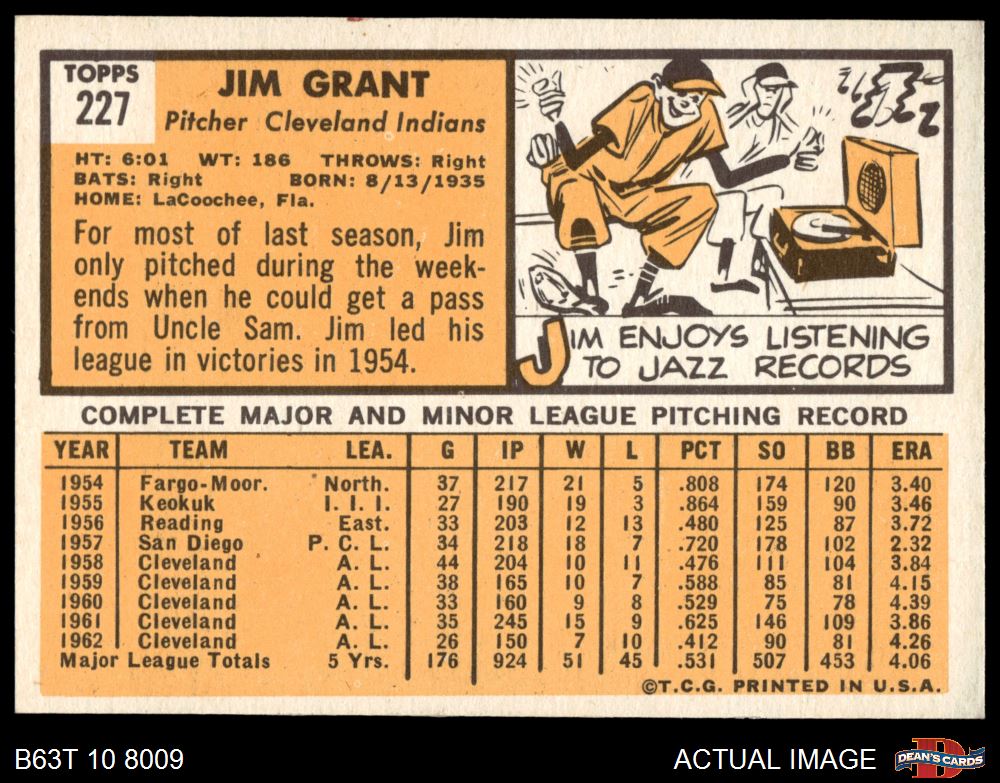 TOPPS
227
JIM GRANT
Pitcher Cleveland Indians
HT: 6:01 WT: 186 THROWS: Right
BATS: Right BORN: 8/13/1935
HOME: LaCoochee, Fla.
For most of last season, Jim
only pitched during the week-
ends when he could get a pass
from Uncle Sam. Jim led his
league in victories in 1954.
JIM ENJOYS LISTENING
TO JAZZ RECORDS
COMPLETE MAJOR AND MINOR LEAGUE PITCHING RECORD
YEAR TEAM LEA. G IP W L PCT SO BB ERA
1954 Fargo-Moor. North. 37 217 21 5 .808 174 120 3.40
1955 Keokuk I. I. I. 27 190 19 3 .864 159 90 3.46
1956 Reading East. 33 203 12 13 .480 125 87 3.72
1957 San Diego P. C. L. 34 218 18 7 .720 178 102 2.32
1958 Cleveland A. L. 44 204 10 11 .476 111 104 3.84
1959 Cleveland A. L. 38 165 10 7 .588 85 81 4.15
1960 Cleveland A. L. 33 160 9 8 .529 75 78 4.39
1961 Cleveland A. L. 35 245 15 9 .625 146 109 3.86
1962 Cleveland A. L. 26 150 7 10 .412 90 81 4.26
Major League Totals 5 Yrs. 176 924 51 45 .531 507 453 4.06
©T.C.G. PRINTED IN U.S.A.
B63T 10 8009
ACTUAL IMAGE
D
DEAN'S CARDS